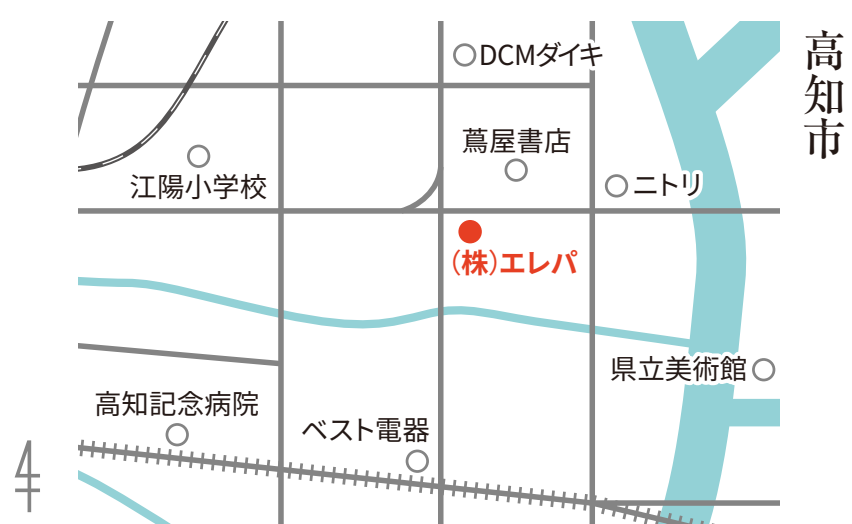 高知市
DCMダイキ
蔦屋書店
江陽小学校
ニトリ
(株)エレパ
県立美術館
高知記念病院
ベスト電器